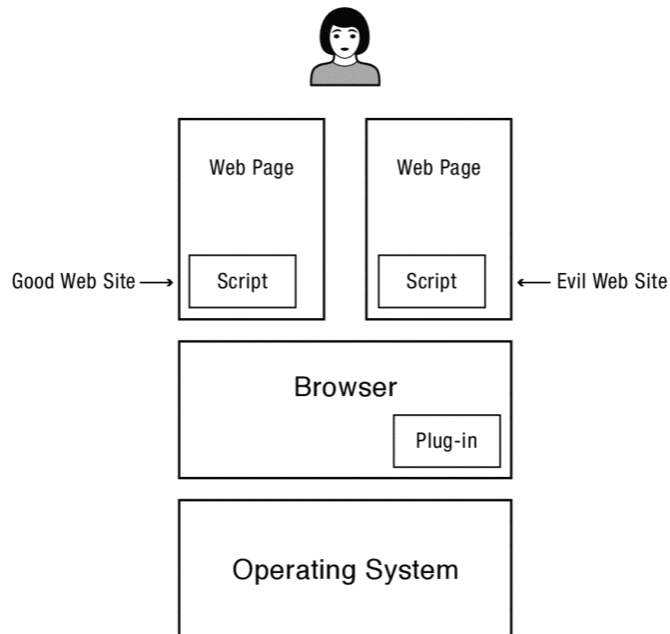 Web Page
Web Page
Good Web Site
Script
Script
Evil Web Site
Browser
Plug-in
Operating System